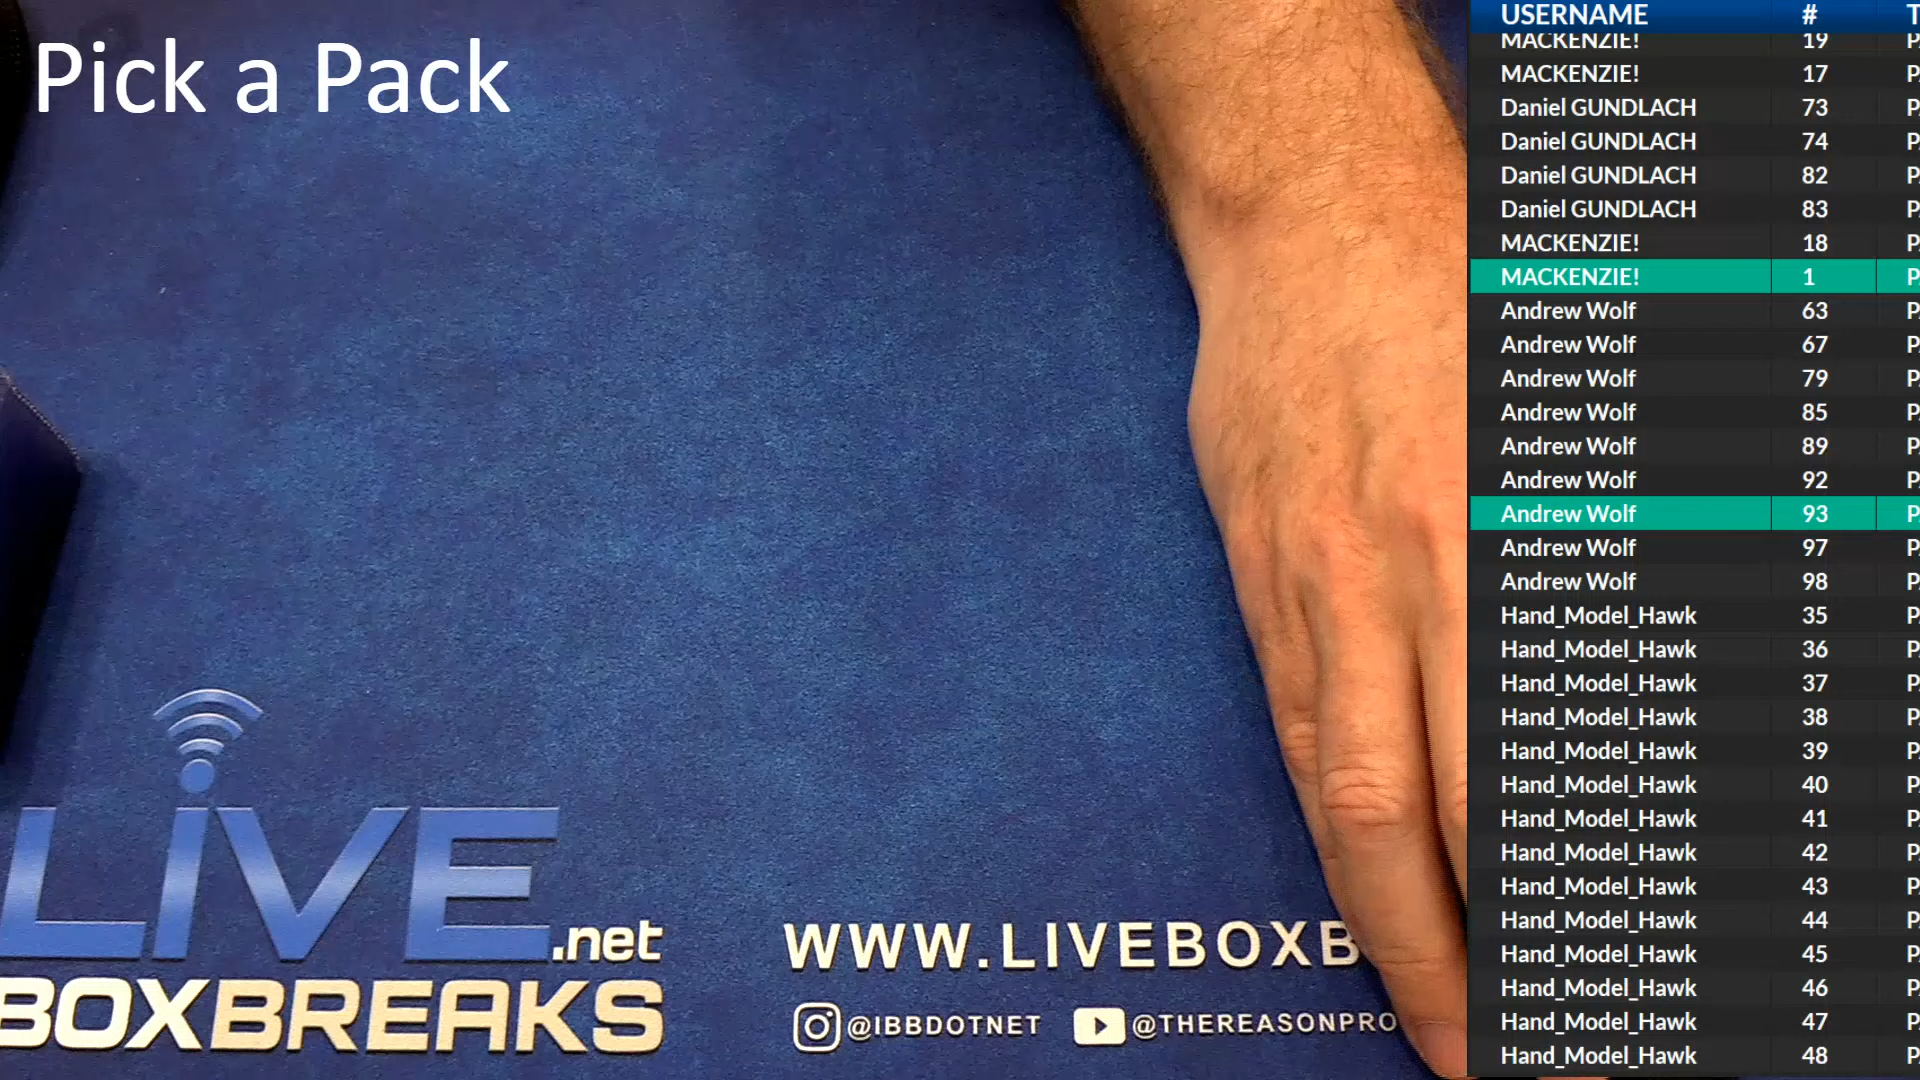 Pick a Pack
USERNAME # T
MACKENZIE! 19 P
MACKENZIE! 17 P
Daniel GUNDLACH 73 P
Daniel GUNDLACH 74 P
Daniel GUNDLACH 82 P
Daniel GUNDLACH 83 P
MACKENZIE! 18 P
MACKENZIE! 1 P
Andrew Wolf 63 P
Andrew Wolf 67 P
Andrew Wolf 79 P
Andrew Wolf 85 P
Andrew Wolf 89 P
Andrew Wolf 92 P
Andrew Wolf 93 P
Andrew Wolf 97 P
Andrew Wolf 98 P
Hand_Model_Hawk 35 P
Hand_Model_Hawk 36 P
Hand_Model_Hawk 37 P
Hand_Model_Hawk 38 P
Hand_Model_Hawk 39 P
Hand_Model_Hawk 40 P
Hand_Model_Hawk 41 P
Hand_Model_Hawk 42 P
Hand_Model_Hawk 43 P
Hand_Model_Hawk 44 P
Hand_Model_Hawk 45 P
Hand_Model_Hawk 46 P
Hand_Model_Hawk 47 P
Hand_Model_Hawk 48 P
LiVE.net
BOXBREAKS
WWW.LIVEBOXB
@IBBDOTNET @THEREASONPRO